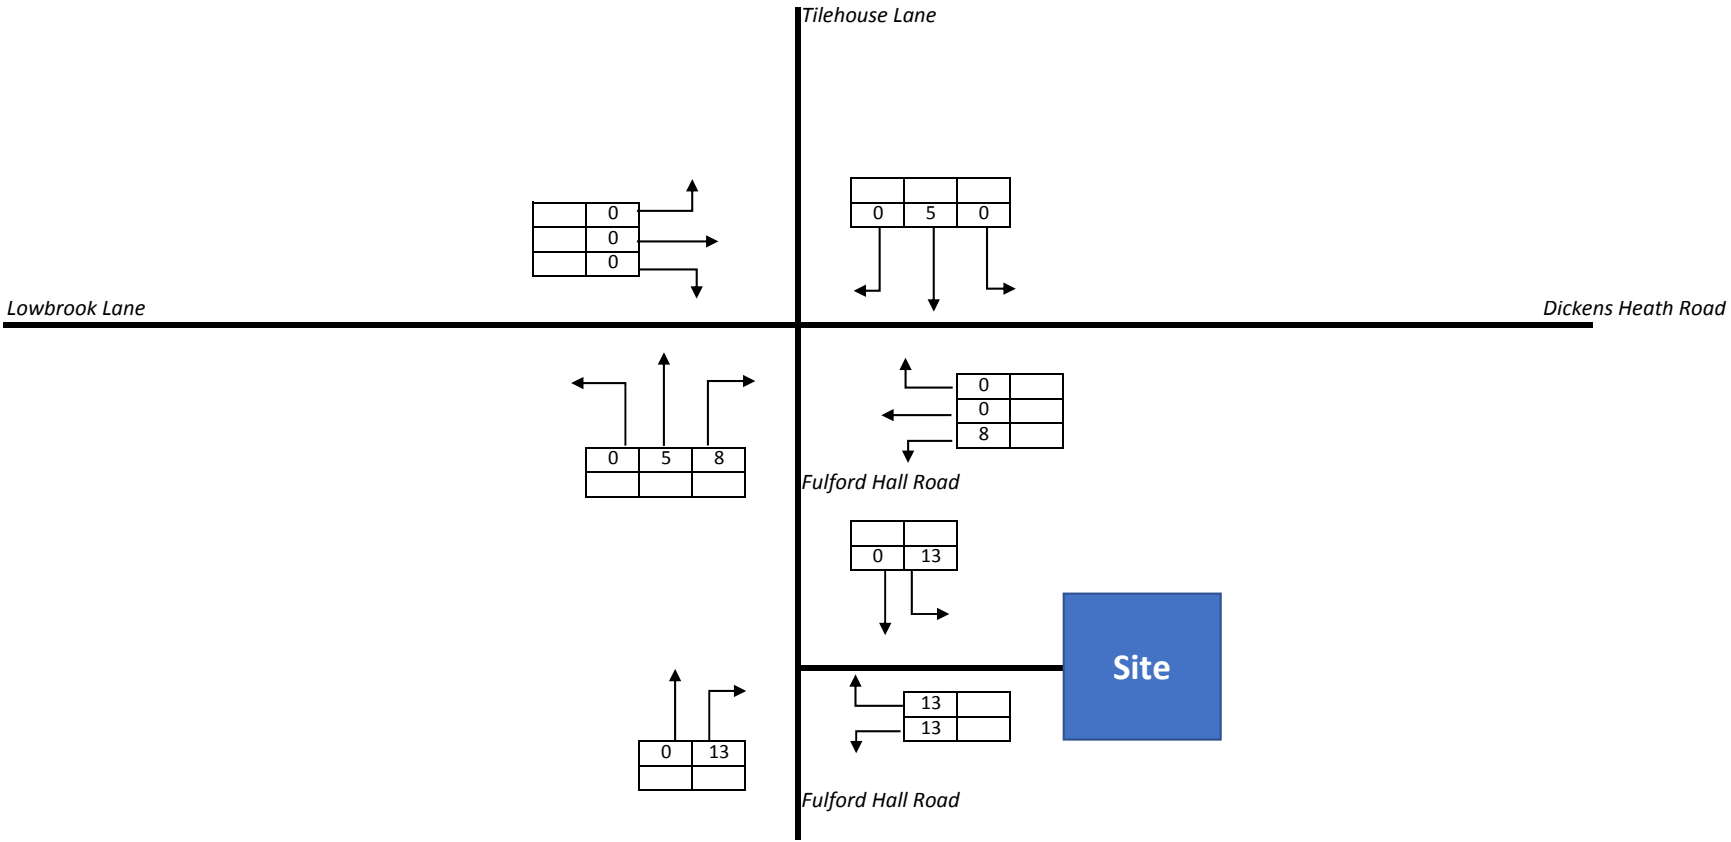 Tilehouse Lane
0 5 0
0
0
0
Lowbrook Lane
Dickens Heath Road
0
0
8
0 5 8
Fulford Hall Road
0 13
Site
13
13
0 13
Fulford Hall Road